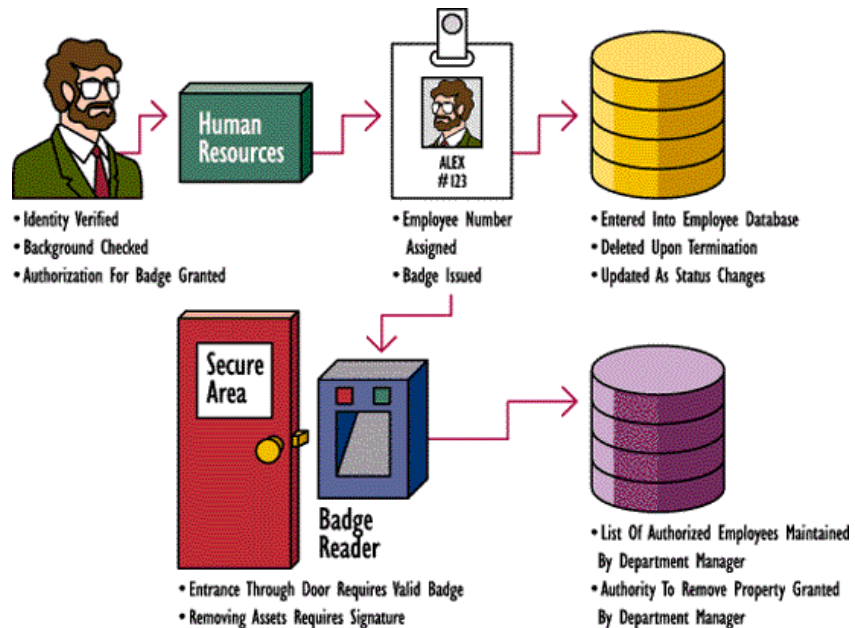 Human
Resources
ALEX
#123
• Identity Verified
• Background Checked
• Authorization For Badge Granted
• Employee Number
Assigned
• Badge Issued
• Entered Into Employee Database
• Deleted Upon Termination
• Updated As Status Changes
Secure
Area
Badge
Reader
• Entrance Through Door Requires Valid Badge
• Removing Assets Requires Signature
• List Of Authorized Employees Maintained
By Department Manager
• Authority To Remove Property Granted
By Department Manager